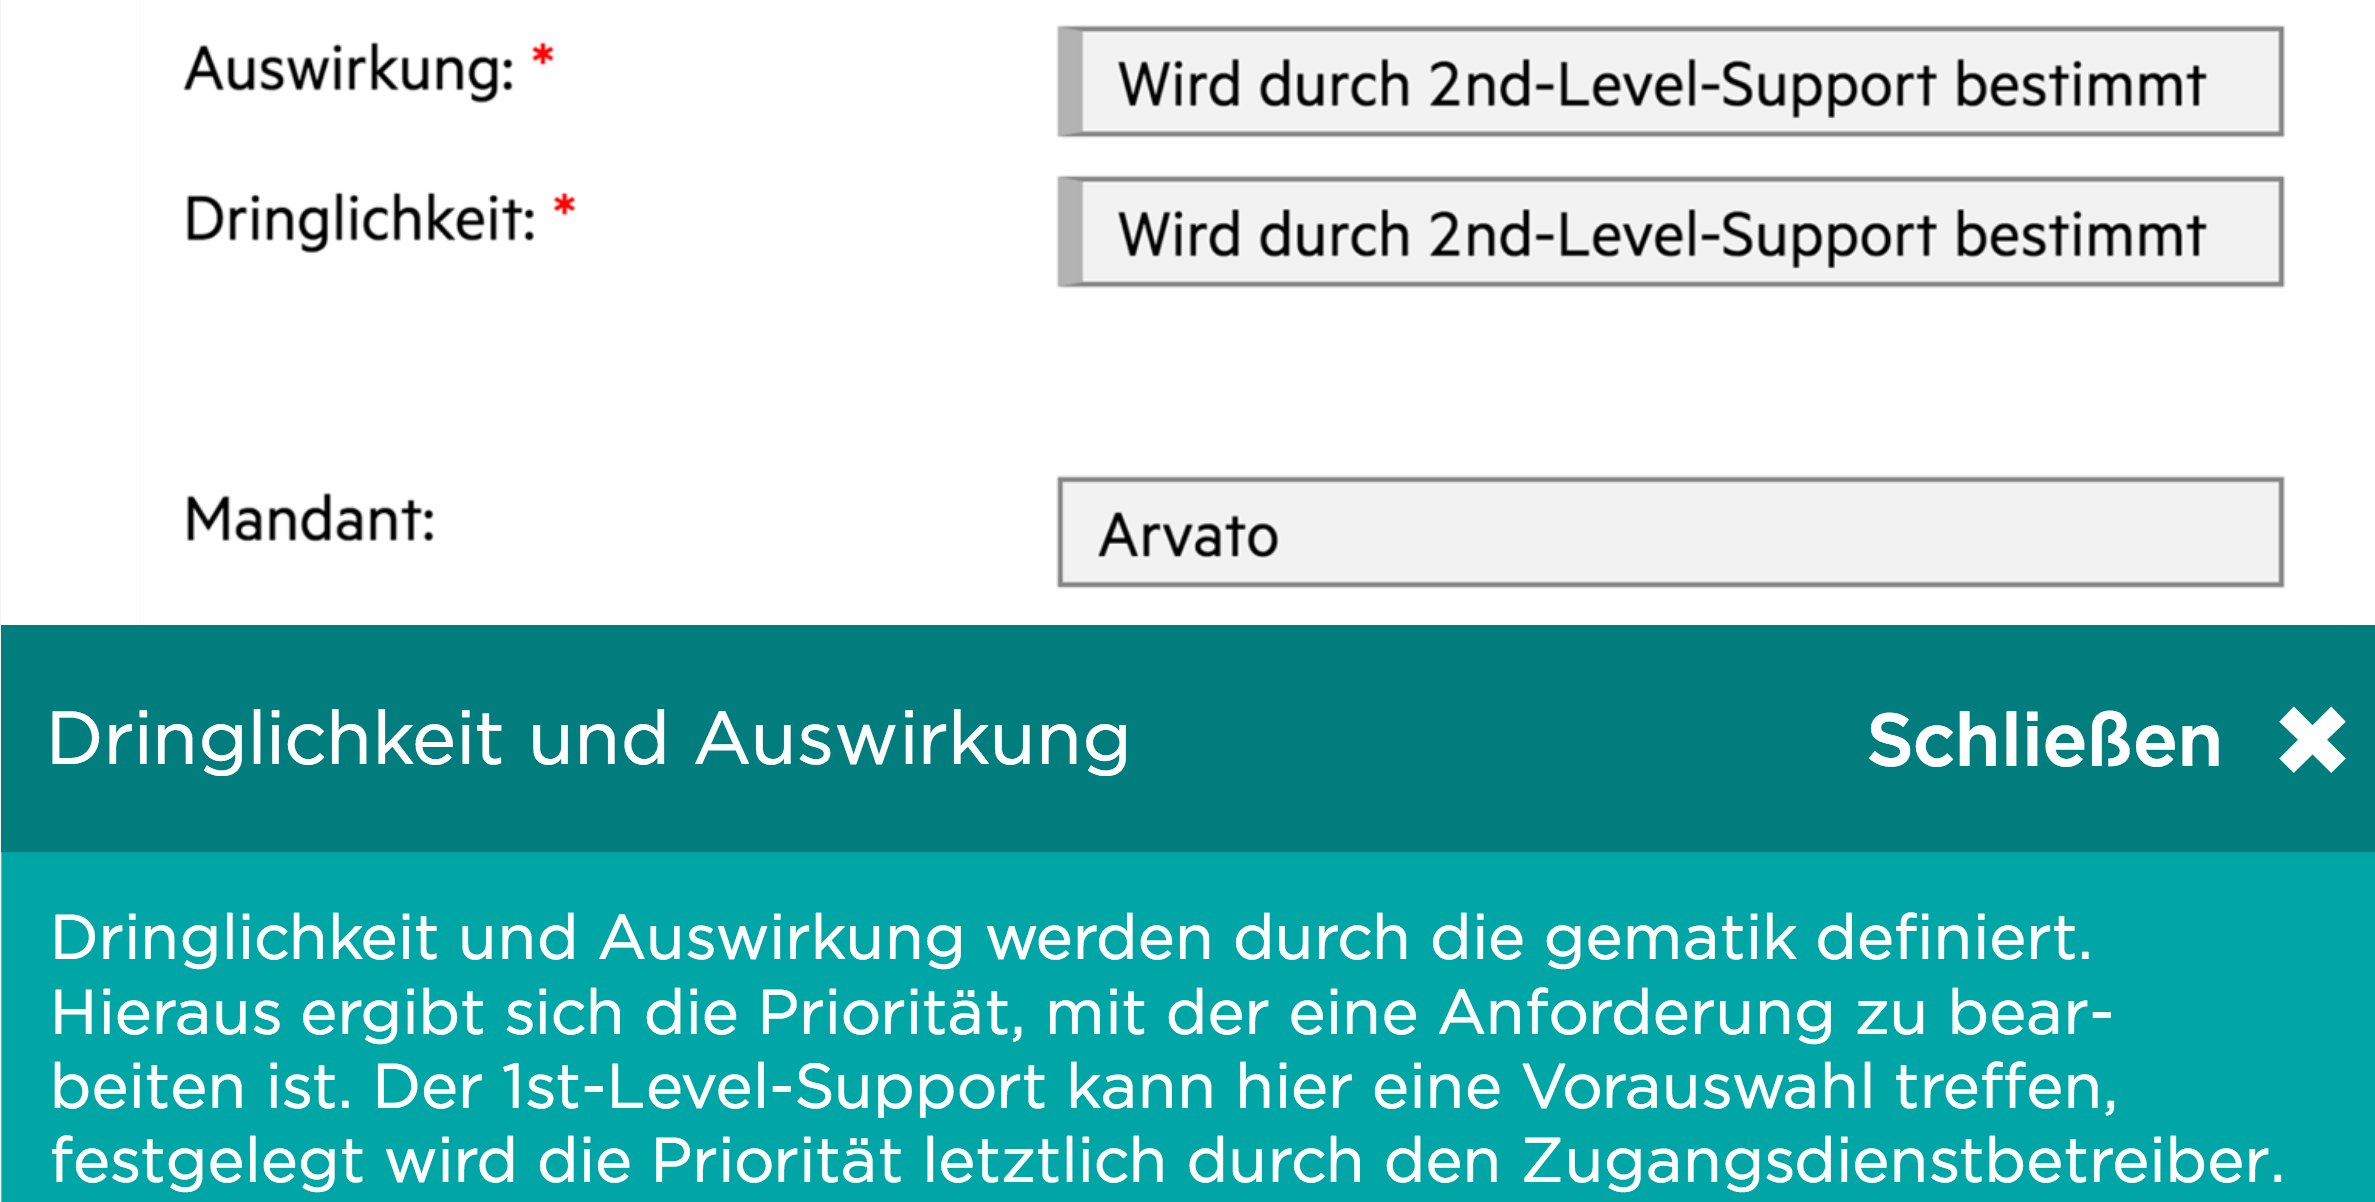 Auswirkung: * Wird durch 2nd-Level-Support bestimmt
Dringlichkeit: * Wird durch 2nd-Level-Support bestimmt
Mandant: Arvato
Dringlichkeit und Auswirkung Schließen ✖
Dringlichkeit und Auswirkung werden durch die gematik definiert.
Hieraus ergibt sich die Priorität, mit der eine Anforderung zu bear-
beiten ist. Der 1st-Level-Support kann hier eine Vorauswahl treffen,
festgelegt wird die Priorität letztlich durch den Zugangsdienstbetreiber.